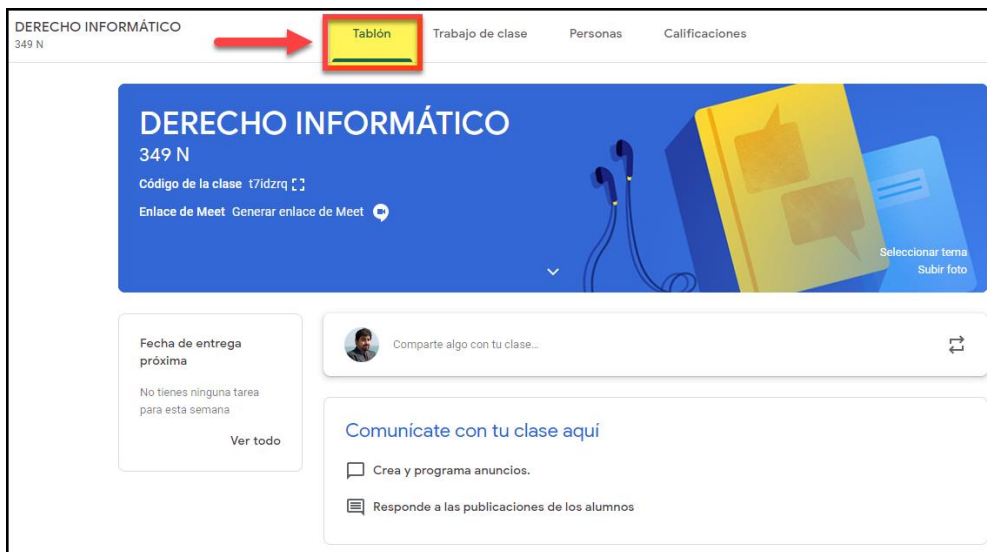 DERECHO INFORMÁTICO
349 N
Tablón
Trabajo de clase
Personas
Calificaciones
DERECHO INFORMÁTICO
349 N
Código de la clase t7idzrq
Enlace de Meet Generar enlace de Meet
Seleccionar tema
Subir foto
Fecha de entrega
próxima
No tienes ninguna tarea
para esta semana
Ver todo
Comparte algo con tu clase...
Comunícate con tu clase aquí
Crea y programa anuncios.
Responde a las publicaciones de los alumnos